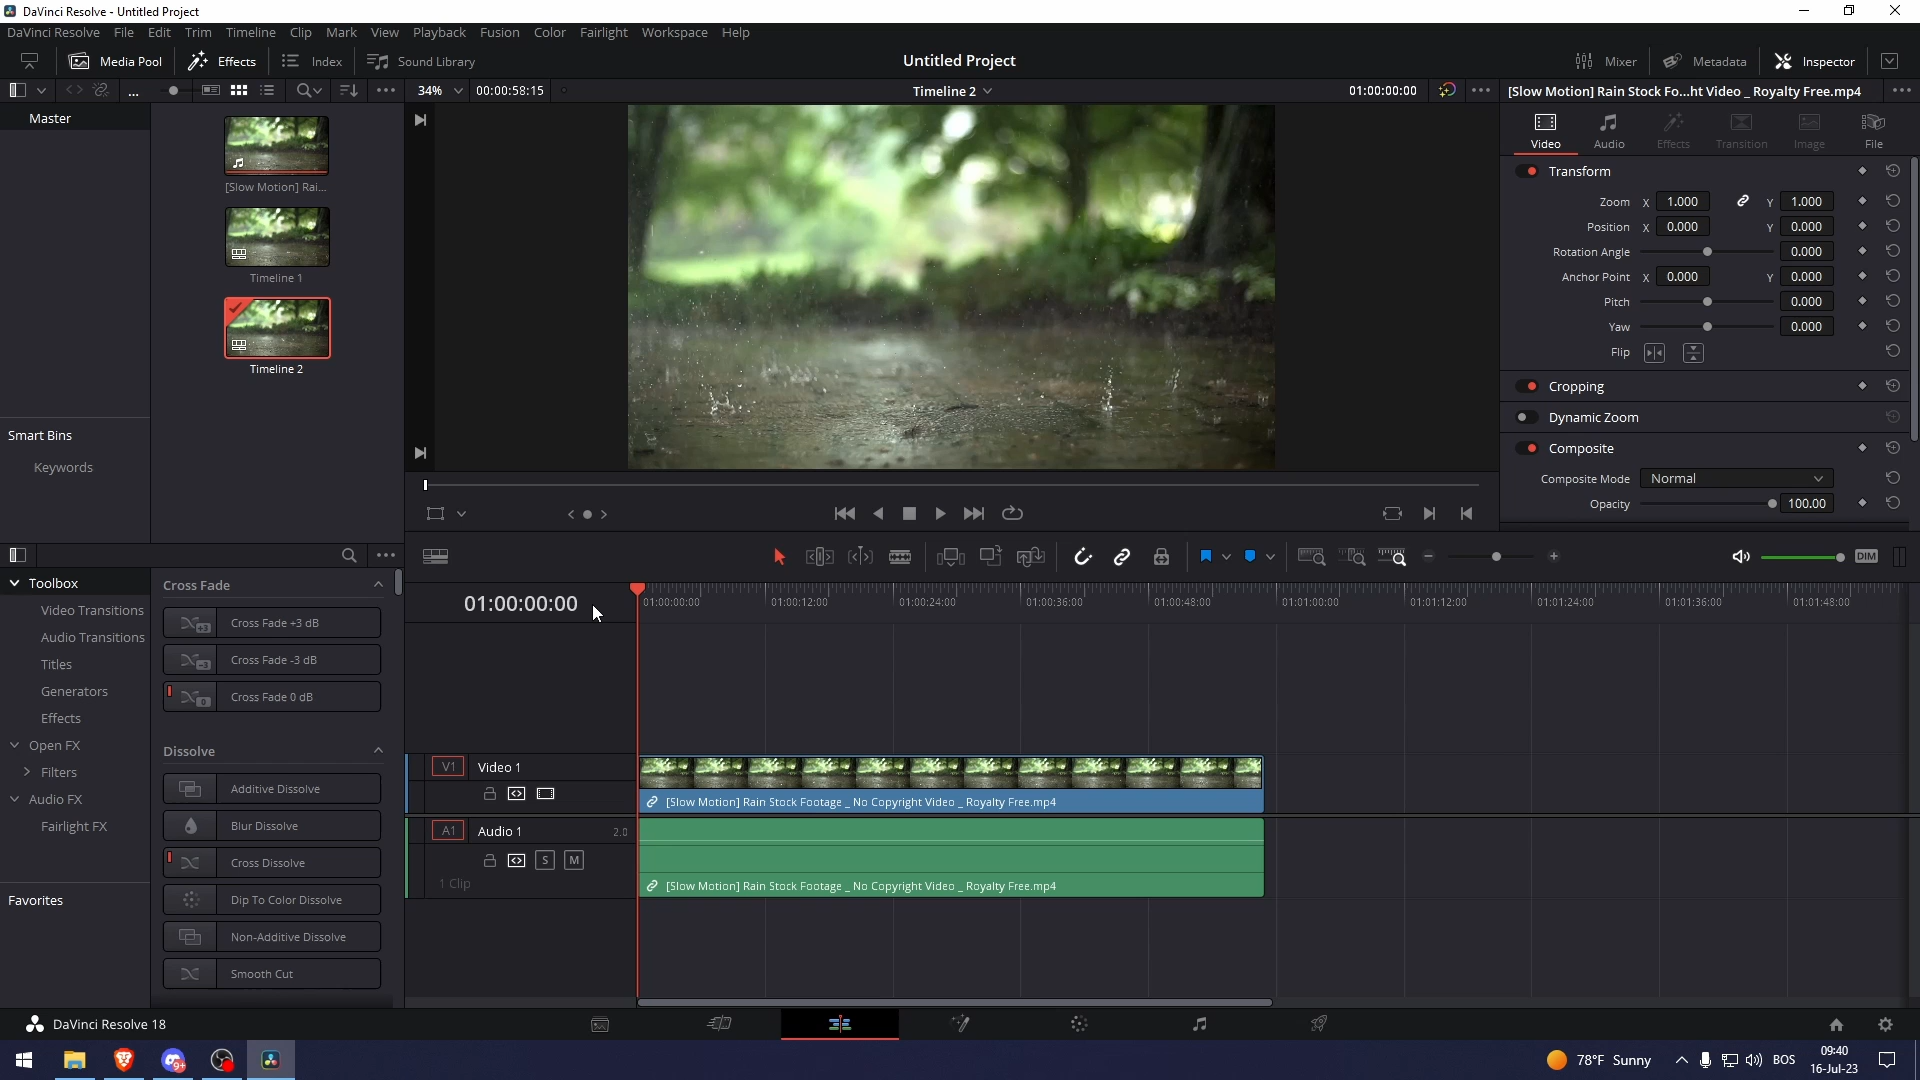 DaVinci Resolve - Untitled Project
DaVinci Resolve File Edit Trim Timeline Clip Mark View Playback Fusion Color Fairlight Workspace Help
Media Pool Effects Index Sound Library Untitled Project Mixer Metadata Inspector
34% 00:00:58:15 Timeline 2 01:00:00:00 [Slow Motion] Rain Stock Fo...ht Video _ Royalty Free.mp4
Master
[Slow Motion] Rai...
Timeline 1
Timeline 2
Smart Bins
Keywords
Video Audio Effects Transition Image File
Transform
Zoom X 1.000 Y 1.000
Position X 0.000 Y 0.000
Rotation Angle 0.000
Anchor Point X 0.000 Y 0.000
Pitch 0.000
Yaw 0.000
Flip
Cropping
Dynamic Zoom
Composite
Composite Mode Normal
Opacity 100.00
DIM
Toolbox
Video Transitions
Audio Transitions
Titles
Generators
Effects
Open FX
Filters
Audio FX
Fairlight FX
Favorites
Cross Fade
+3 Cross Fade +3 dB
-3 Cross Fade -3 dB
0 Cross Fade 0 dB
Dissolve
Additive Dissolve
Blur Dissolve
Cross Dissolve
Dip To Color Dissolve
Non-Additive Dissolve
Smooth Cut
01:00:00:00
01:00:00:00 01:00:12:00 01:00:24:00 01:00:36:00 01:00:48:00 01:01:00:00 01:01:12:00 01:01:24:00 01:01:36:00 01:01:48:00
V1 Video 1
[Slow Motion] Rain Stock Footage _ No Copyright Video _ Royalty Free.mp4
A1 Audio 1 2.0
S M
1 Clip
[Slow Motion] Rain Stock Footage _ No Copyright Video _ Royalty Free.mp4
DaVinci Resolve 18
9+
78°F Sunny BOS 09:40
16-Jul-23